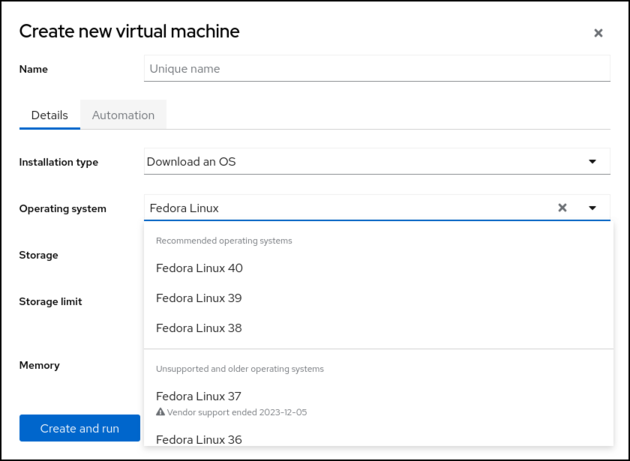 Create new virtual machine
Name
Unique name
Details
Automation
Installation type
Download an OS
Operating system
Fedora Linux
Recommended operating systems
Storage
Fedora Linux 40
Fedora Linux 39
Storage limit
Fedora Linux 38
Memory
Unsupported and older operating systems
Fedora Linux 37
Vendor support ended 2023-12-05
Create and run
Fedora Linux 36